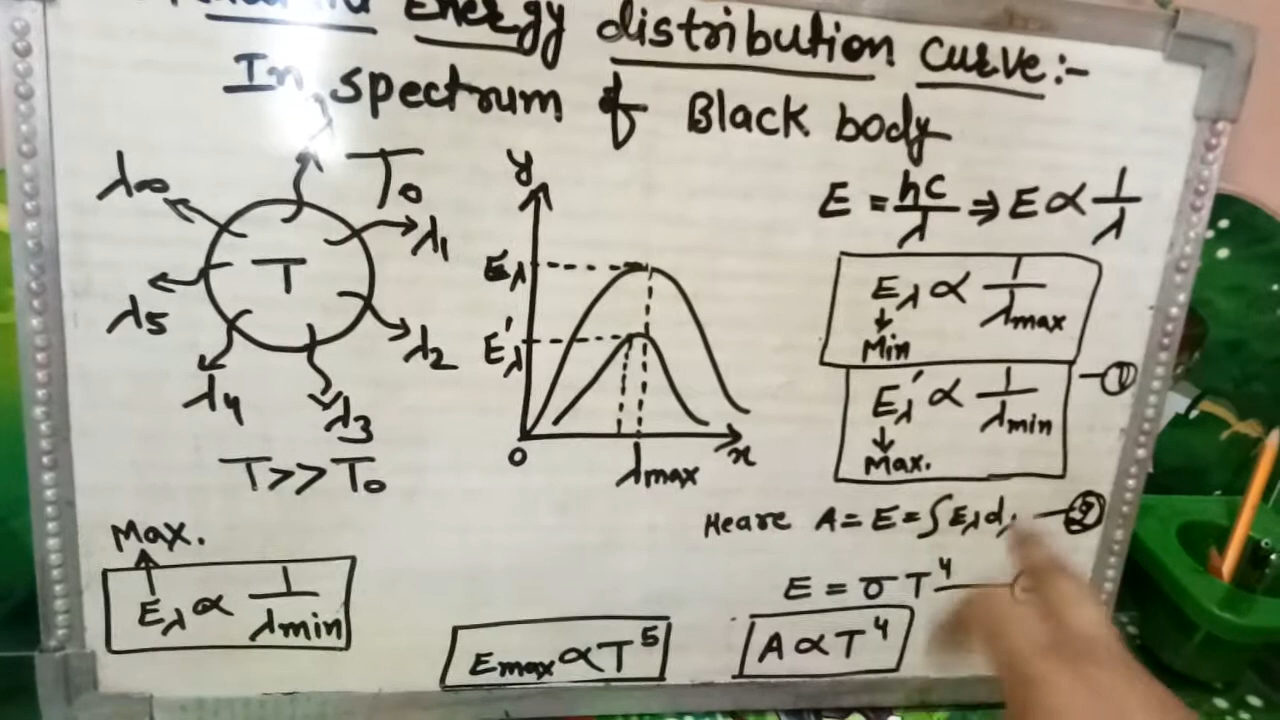 Energy distribution curve:-
In spectrum of Black body
λ∞
λ
T₀
λ₁
T
λ₅
λ₂
λ₄
λ₃
T>>T₀
y
Eλ
E'λ
0
λmax
x
E = hc/λ ⇒ E ∝ 1/λ
Eλ ∝ 1/λmax
↓
Min
E'λ ∝ 1/λmin
↓
Max.
—①
Heare A = E = ∫Eλdλ —②
E = σT⁴—
Max.
↑
Eλ ∝ 1/λmin
Emax ∝ T⁵
A ∝ T⁴